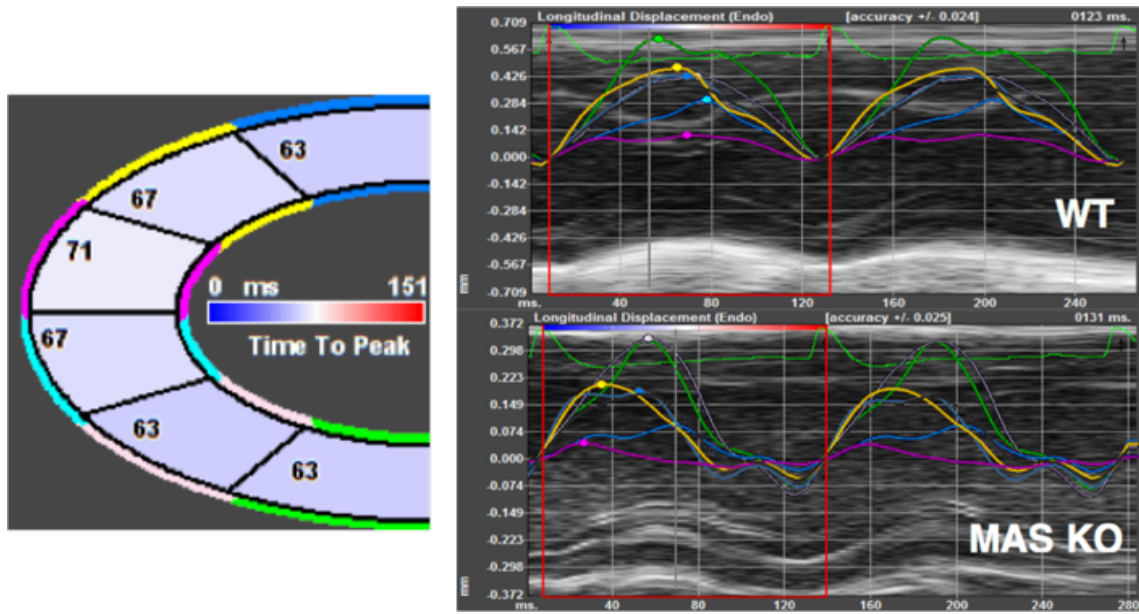 63
67
71
0 ms 151
Time To Peak
67
63
63
Longitudinal Displacement (Endo) [accuracy +/- 0.024] 0123 ms.
0.709
0.567
0.426
0.284
0.142
0.000
-0.142
-0.284
-0.426
-0.567
-0.709
mm
WT
ms. 40 80 120 160 200 240
Longitudinal Displacement (Endo) [accuracy +/- 0.025] 0131 ms.
0.372
0.298
0.223
0.149
0.074
0.000
-0.074
-0.149
-0.223
-0.298
-0.372
mm
MAS KO
ms. 40 80 120 160 200 240 280